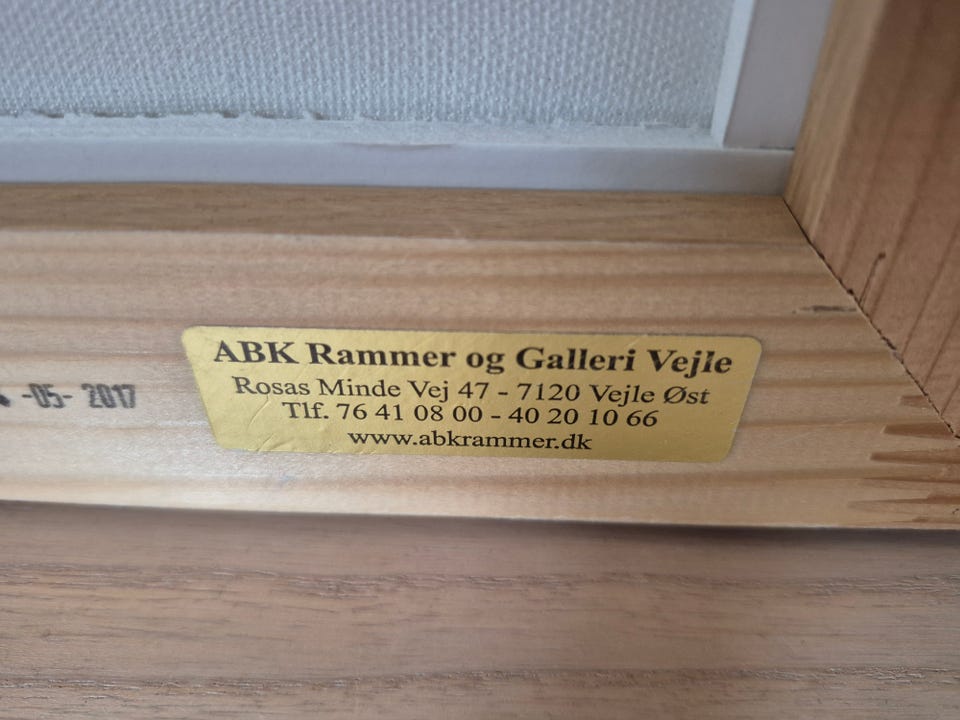 -05- 2017
ABK Rammer og Galleri Vejle
Rosas Minde Vej 47 - 7120 Vejle Øst
Tlf. 76 41 08 00 - 40 20 10 66
www.abkrammer.dk